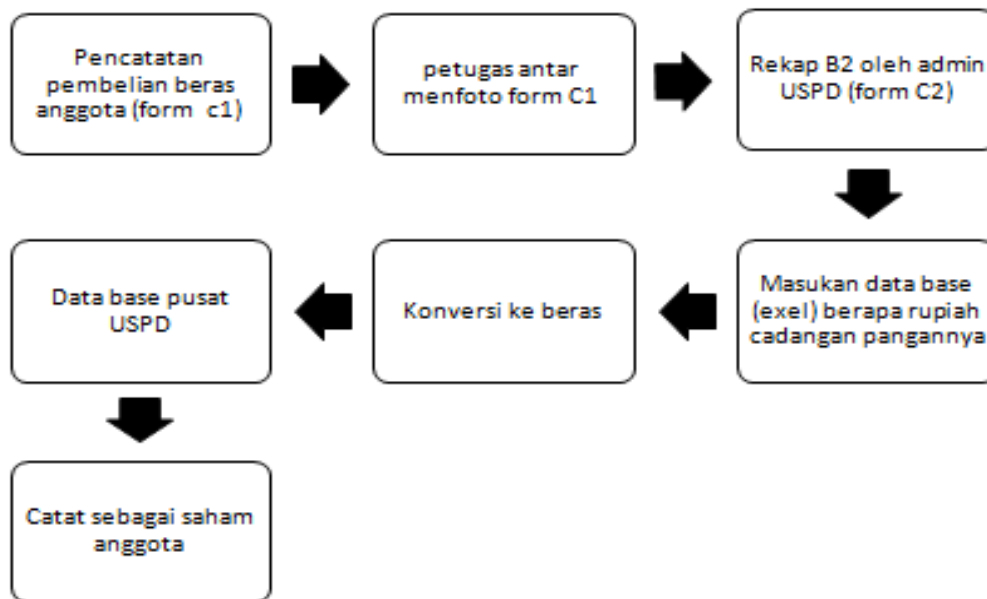 Pencatatan
pembelian beras
anggota (form c1)
petugas antar
menfoto form C1
Rekap B2 oleh admin
USPD (form C2)
Masukan data base
(exel) berapa rupiah
cadangan pangannya
Konversi ke beras
Data base pusat
USPD
Catat sebagai saham
anggota